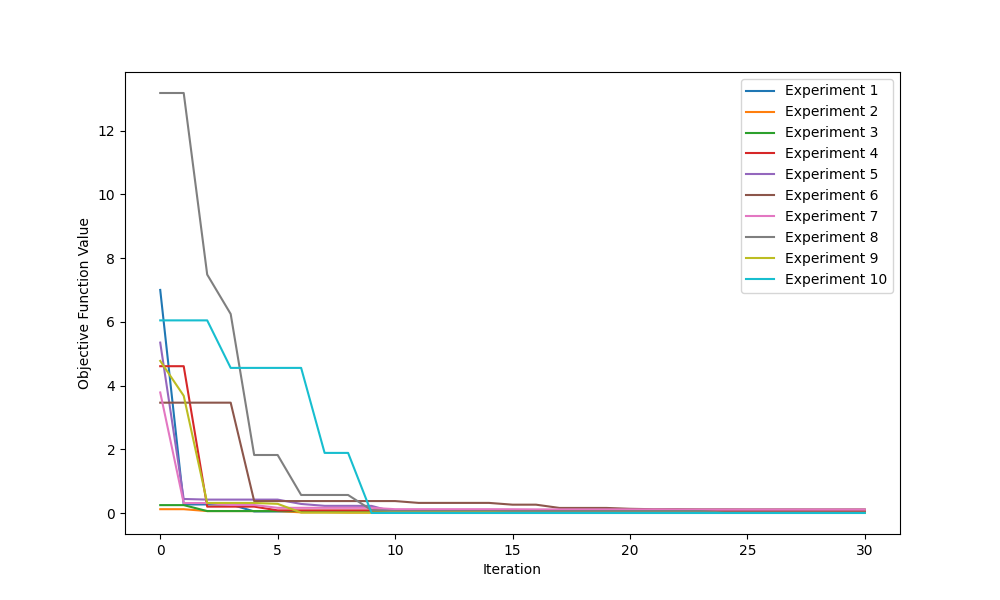 12
10
8
6
4
2
0
Objective Function Value
0 5 10 15 20 25 30
Iteration
Experiment 1
Experiment 2
Experiment 3
Experiment 4
Experiment 5
Experiment 6
Experiment 7
Experiment 8
Experiment 9
Experiment 10